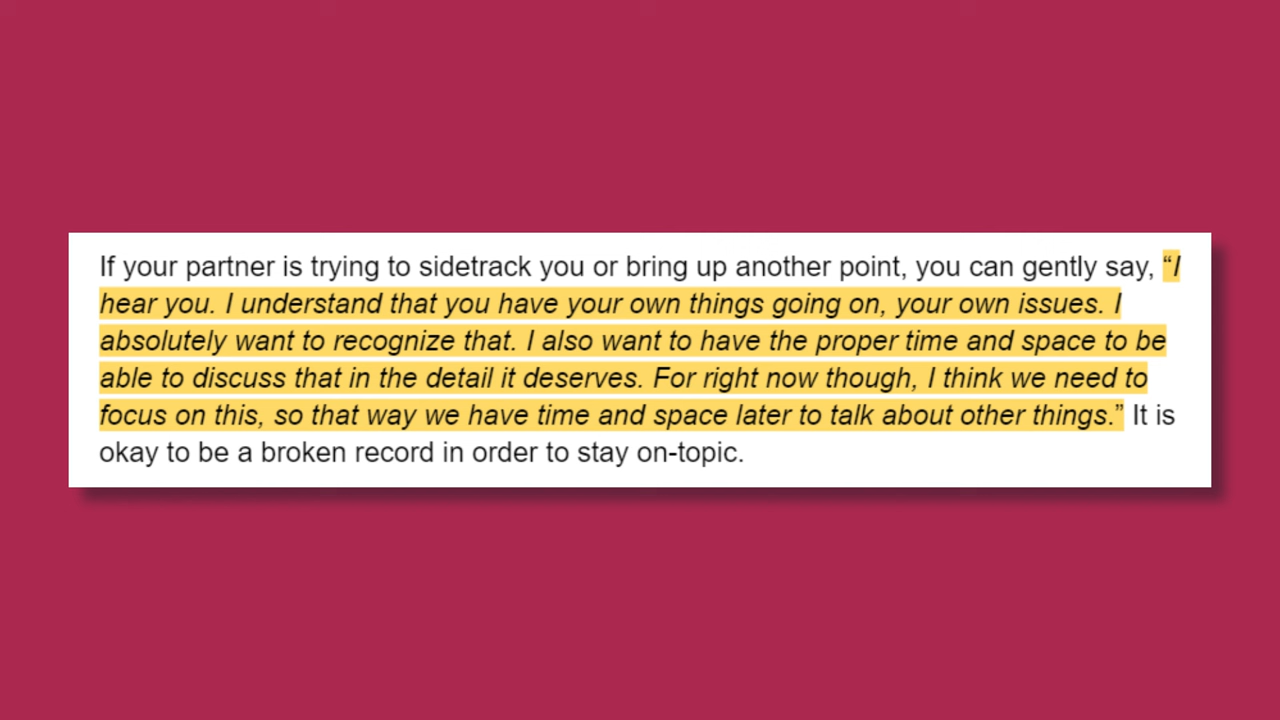 If your partner is trying to sidetrack you or bring up another point, you can gently say, “I
hear you. I understand that you have your own things going on, your own issues. I
absolutely want to recognize that. I also want to have the proper time and space to be
able to discuss that in the detail it deserves. For right now though, I think we need to
focus on this, so that way we have time and space later to talk about other things.” It is
okay to be a broken record in order to stay on-topic.